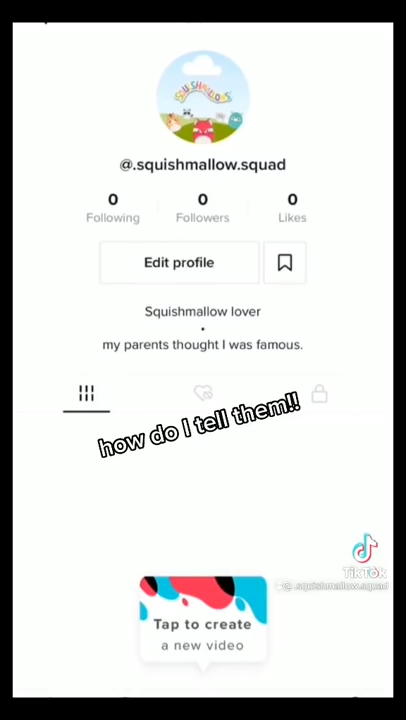 SQUISHMALLOWS
@.squishmallow.squad
0 0 0
Following Followers Likes
Edit profile
Squishmallow lover
•
my parents thought I was famous.
how do I tell them!!
TikTok
@.squishmallow.squad
Tap to create
a new video